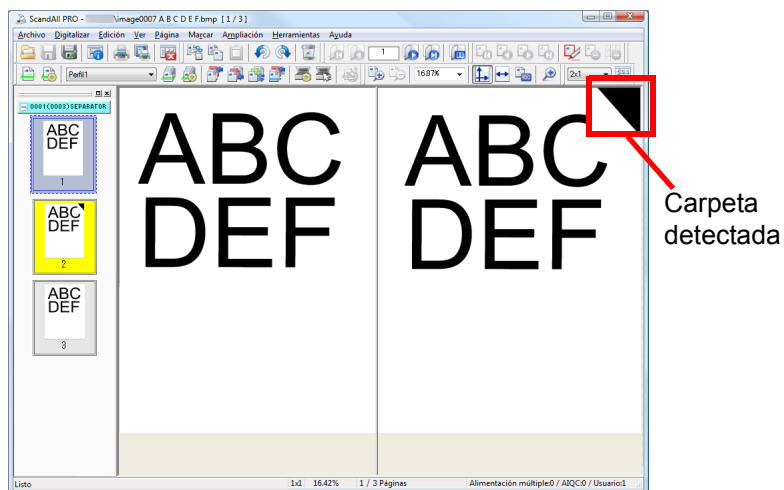 ScandAll PRO - \image0007 A B C D E F.bmp [ 1 / 3 ]
Archivo Digitalizar Edición Ver Página Marcar Ampliación Herramientas Ayuda
1
Perfil1 16.87% 2x1
0001(0003)SEPARATOR
ABC
DEF
1
ABC
DEF
2
ABC
DEF
3
ABC
DEF
ABC
DEF
Carpeta
detectada
Listo 1x1 16.42% 1 / 3 Páginas Alimentación múltiple:0 / AIQC:0 / Usuario:1